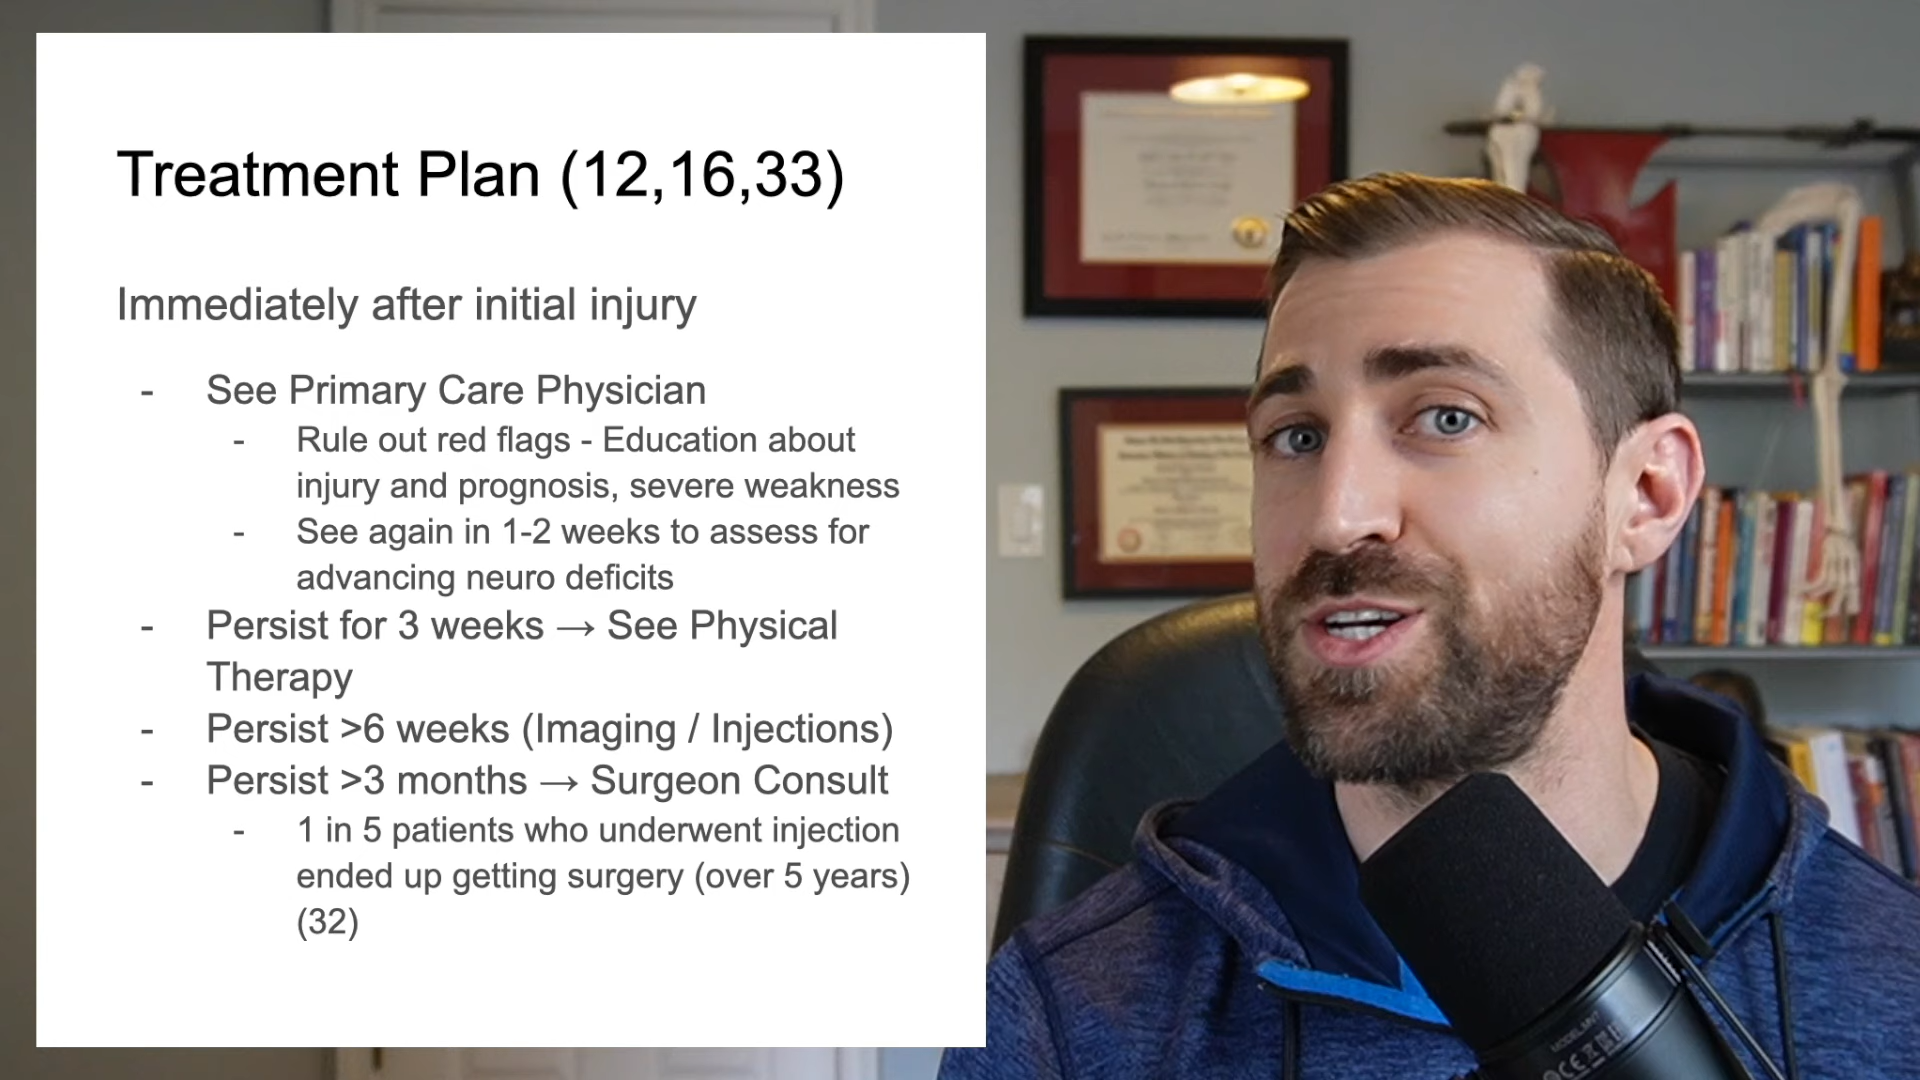 Treatment Plan (12,16,33)
Immediately after initial injury
- See Primary Care Physician
- Rule out red flags - Education about
injury and prognosis, severe weakness
- See again in 1-2 weeks to assess for
advancing neuro deficits
- Persist for 3 weeks → See Physical
Therapy
- Persist >6 weeks (Imaging / Injections)
- Persist >3 months → Surgeon Consult
- 1 in 5 patients who underwent injection
ended up getting surgery (over 5 years)
(32)